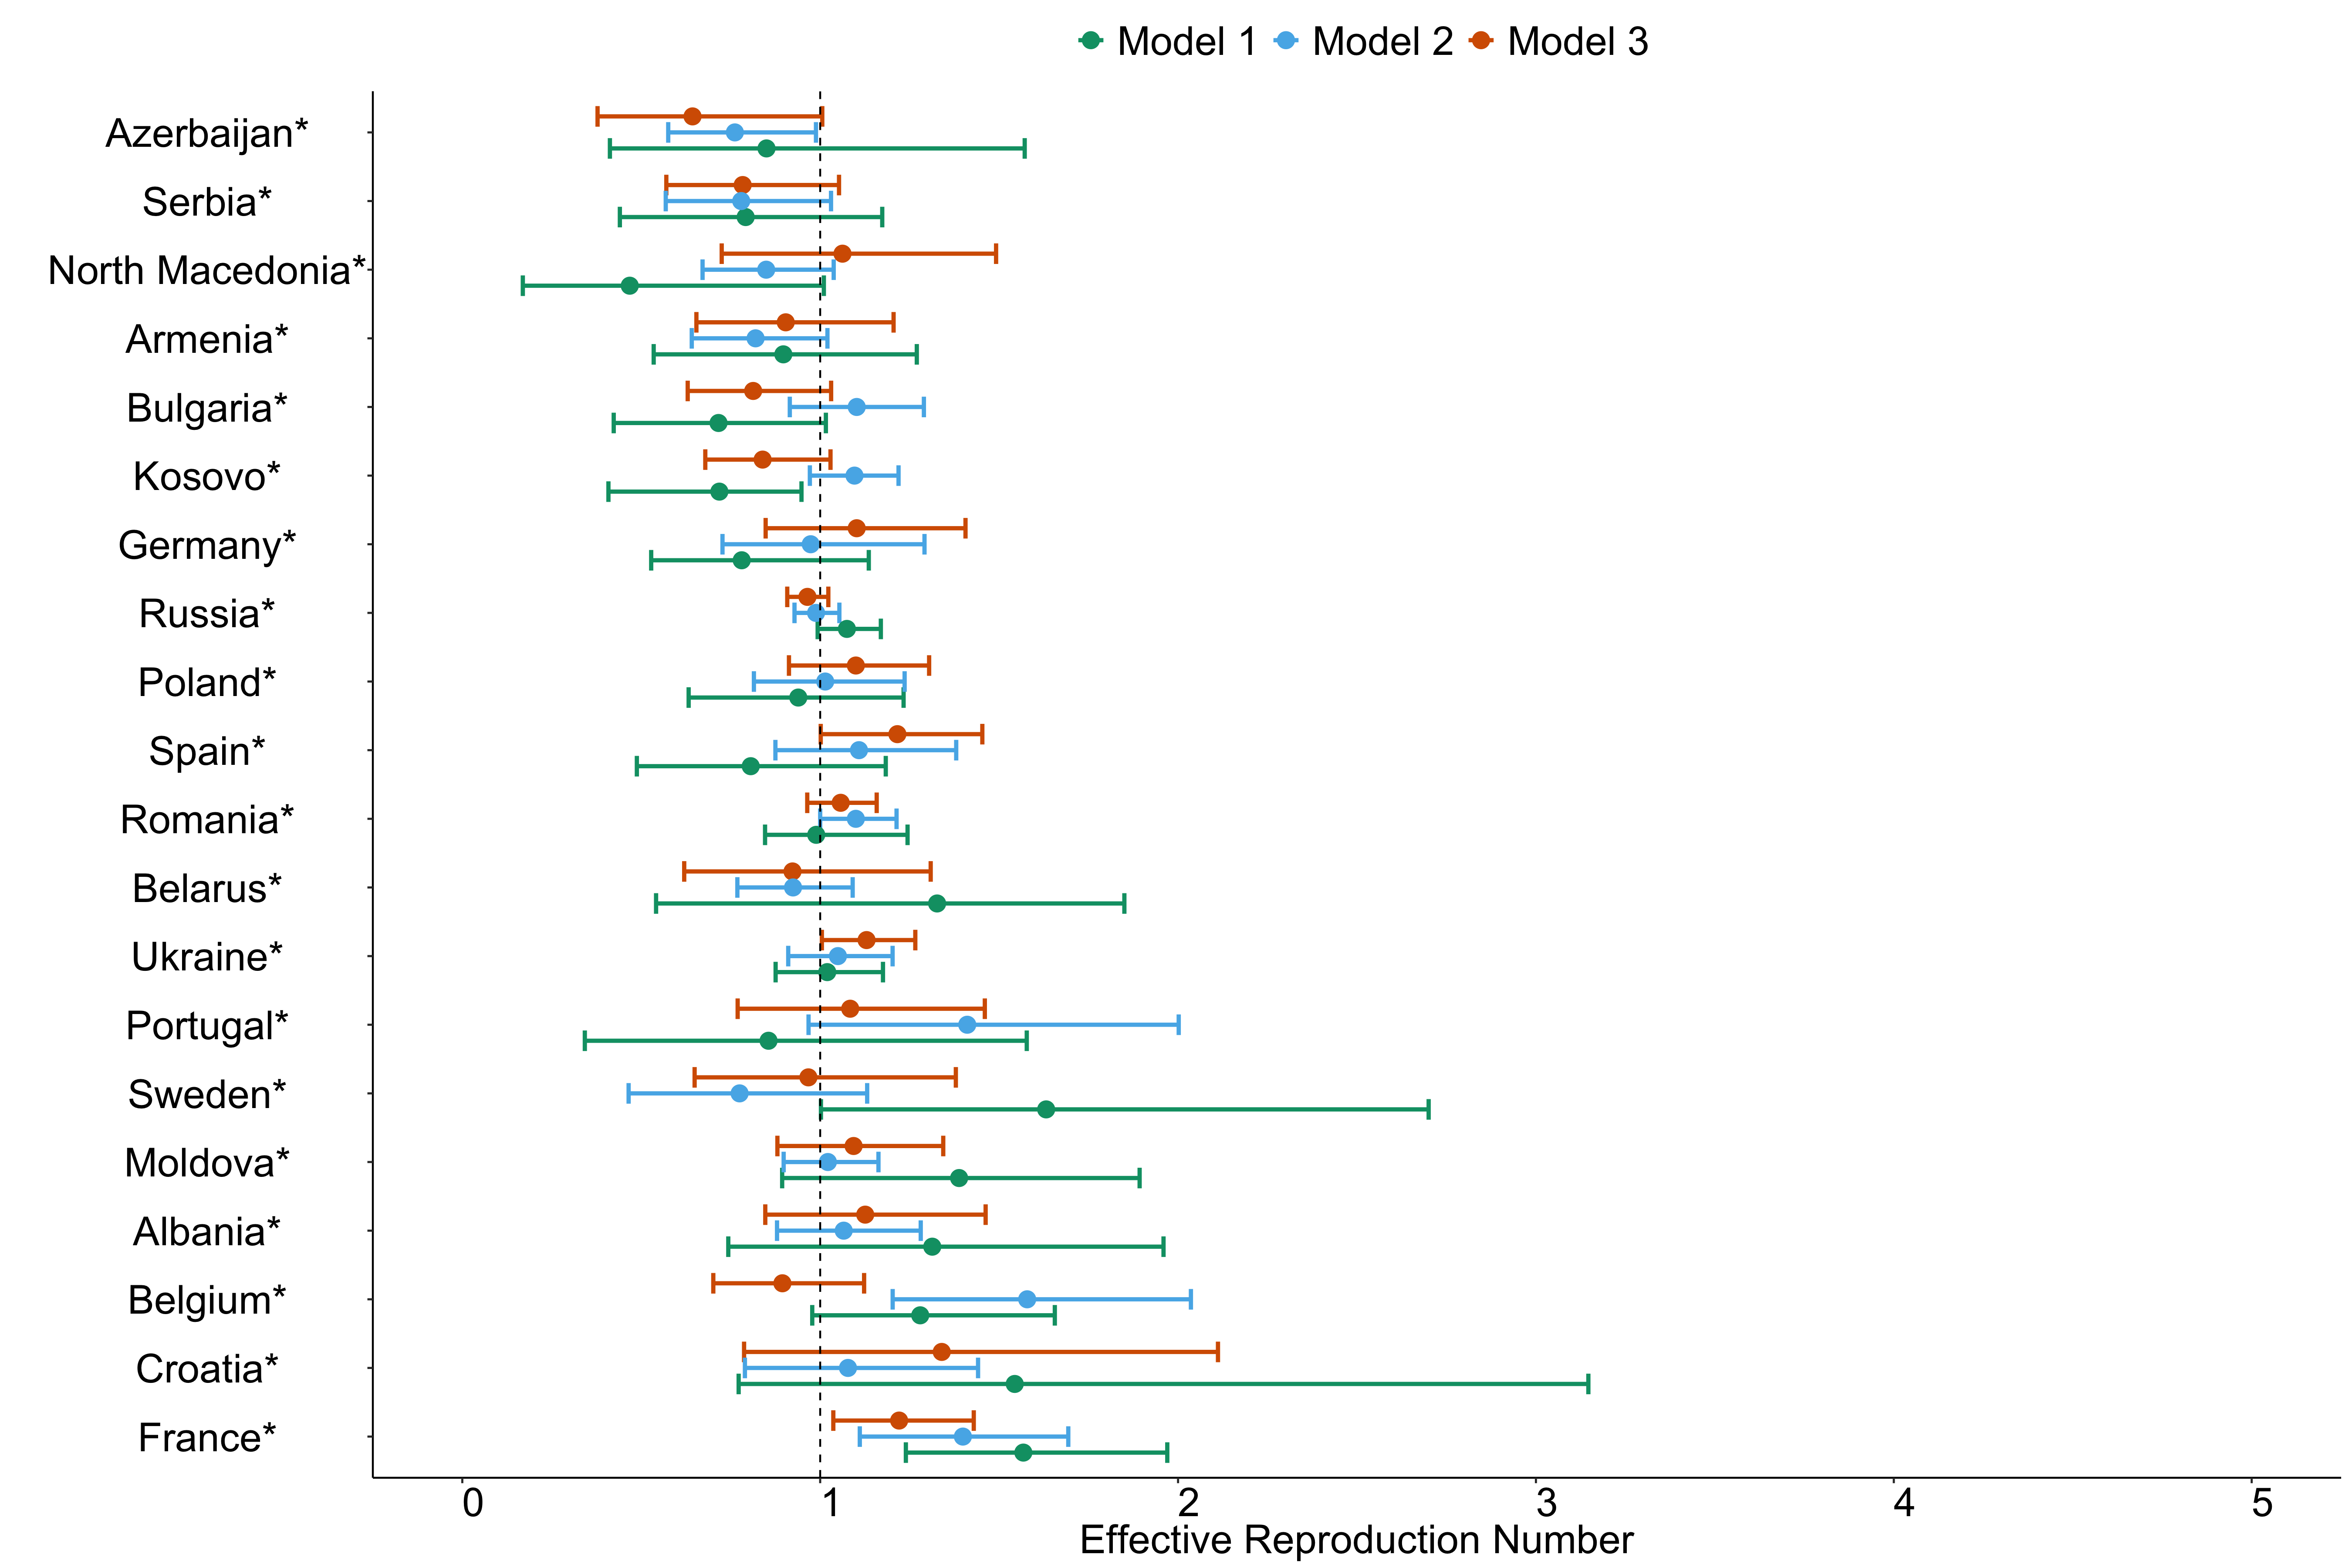 Model 1 Model 2 Model 3
Azerbaijan*
Serbia*
North Macedonia*
Armenia*
Bulgaria*
Kosovo*
Germany*
Russia*
Poland*
Spain*
Romania*
Belarus*
Ukraine*
Portugal*
Sweden*
Moldova*
Albania*
Belgium*
Croatia*
France*
0 1 2 3 4 5
Effective Reproduction Number